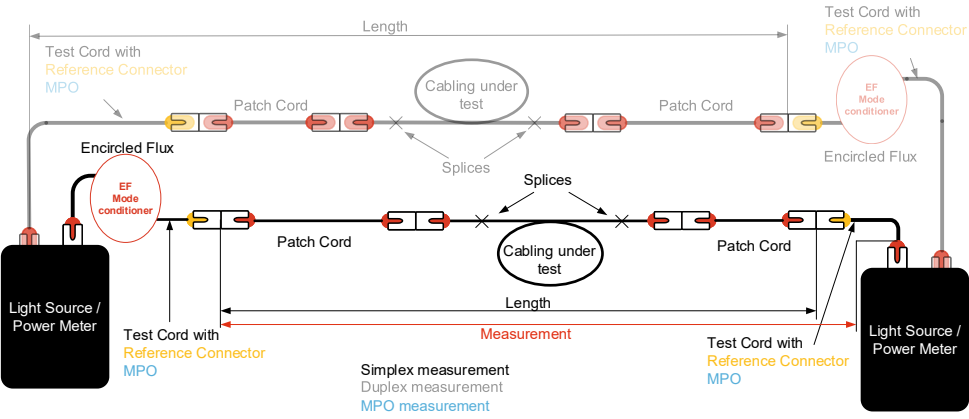 Length
Test Cord with
Reference Connector
MPO
Test Cord with
Reference Connector
MPO
Patch Cord
Cabling under
test
Patch Cord
EF
Mode
conditioner
Splices
Encircled Flux
Encircled Flux
EF
Mode
conditioner
Splices
Patch Cord
Cabling under
test
Patch Cord
Light Source /
Power Meter
Light Source /
Power Meter
Length
Measurement
Test Cord with
Reference Connector
MPO
Test Cord with
Reference Connector
MPO
Simplex measurement
Duplex measurement
MPO measurement